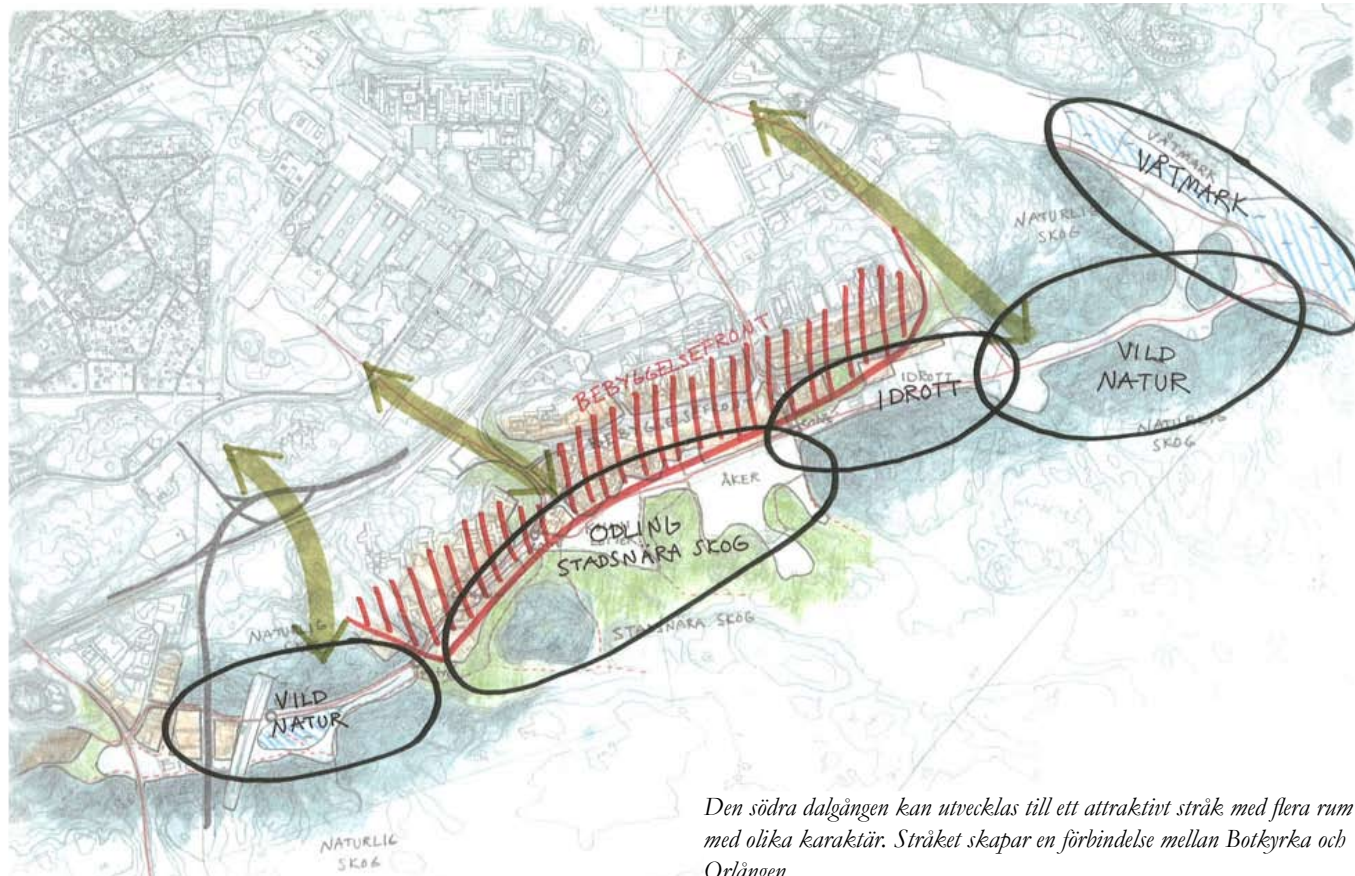 VÅTMARK
VÅTMARK
NATURLIG
SKOG
BEBYGGELSEFRONT
BEBYGGELSEFRONT
IDROTT
IDROTT
VILD
NATUR
NATURLIG
SKOG
ÅKER
ODLING
STADSNÄRA SKOG
STADSNÄRA SKOG
NATURLIG
VILD
NATUR
NATURLIG
SKOG
Den södra dalgången kan utvecklas till ett attraktivt stråk med flera rum
med olika karaktär. Stråket skapar en förbindelse mellan Botkyrka och
Orlången